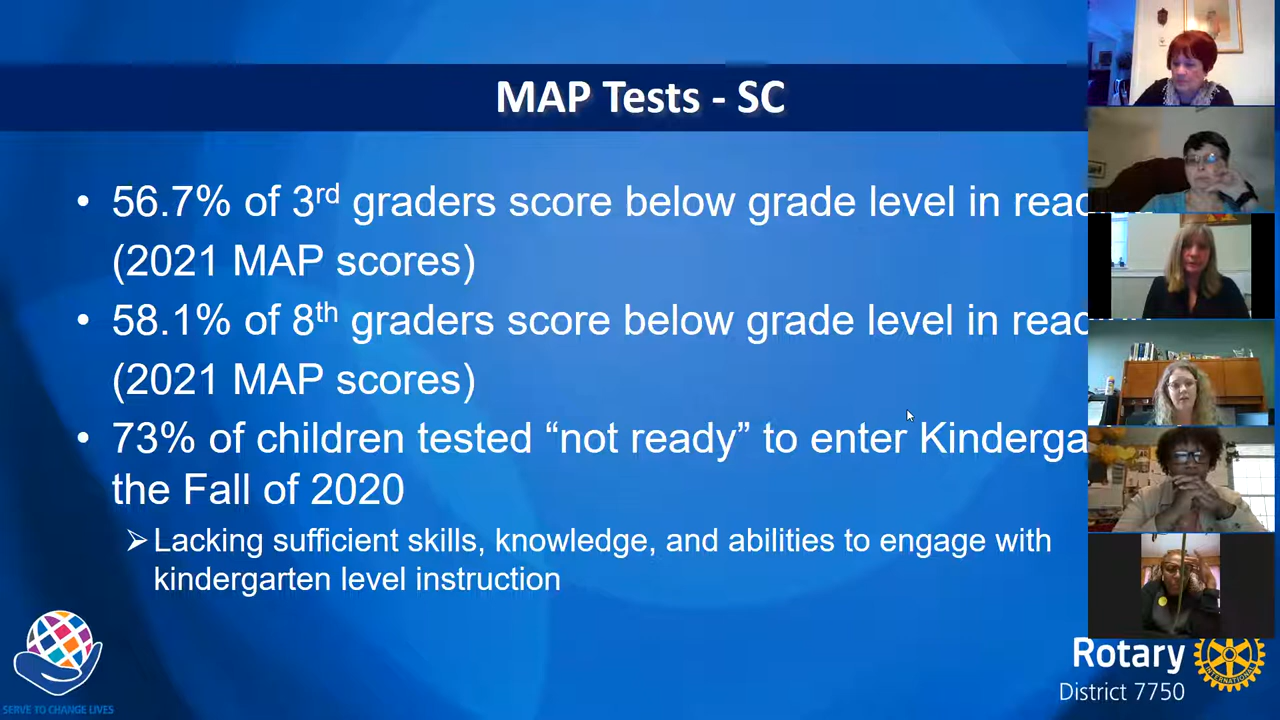 MAP Tests - SC
• 56.7% of 3rd graders score below grade level in
(2021 MAP scores)
• 58.1% of 8th graders score below grade level in
(2021 MAP scores)
• 73% of children tested “not ready” to enter Kinderga
the Fall of 2020
➢ Lacking sufficient skills, knowledge, and abilities to engage with
kindergarten level instruction
SERVE TO CHANGE LIVES
Rotary
District 7750